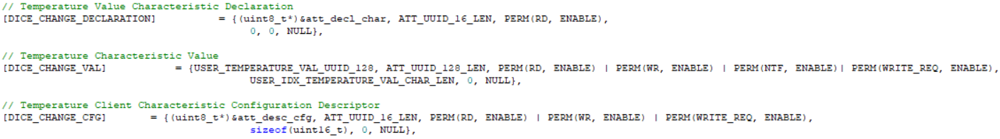 // Temperature Value Characteristic Declaration
[DICE_CHANGE_DECLARATION] = {(uint8_t*)&att_decl_char, ATT_UUID_16_LEN, PERM(RD, ENABLE),
0, 0, NULL},
// Temperature Characteristic Value
[DICE_CHANGE_VAL] = {USER_TEMPERATURE_VAL_UUID_128, ATT_UUID_128_LEN, PERM(RD, ENABLE) | PERM(WR, ENABLE) | PERM(NTF, ENABLE)| PERM(WRITE_REQ, ENABLE),
USER_IDX_TEMPERATURE_VAL_CHAR_LEN, 0, NULL},
// Temperature Client Characteristic Configuration Descriptor
[DICE_CHANGE_CFG] = {(uint8_t*)&att_desc_cfg, ATT_UUID_16_LEN, PERM(RD, ENABLE) | PERM(WR, ENABLE) | PERM(WRITE_REQ, ENABLE),
sizeof(uint16_t), 0, NULL},